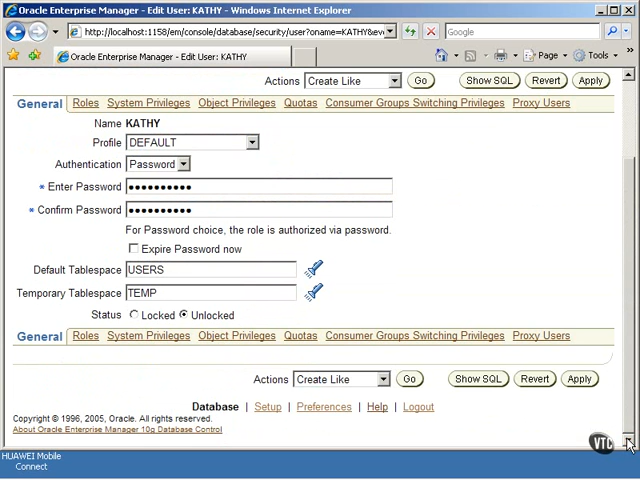 Oracle Enterprise Manager - Edit User: KATHY - Windows Internet Explorer
http://localhost:1158/em/console/database/security/user?oname=KATHY&eve
Google
Oracle Enterprise Manager - Edit User: KATHY
Page Tools
Actions Create Like Go Show SQL Revert Apply
General Roles System Privileges Object Privileges Quotas Consumer Groups Switching Privileges Proxy Users
Name KATHY
Profile DEFAULT
Authentication Password
* Enter Password ●●●●●●●●●●
* Confirm Password ●●●●●●●●●●
For Password choice, the role is authorized via password.
Expire Password now
Default Tablespace USERS
Temporary Tablespace TEMP
Status Locked Unlocked
General Roles System Privileges Object Privileges Quotas Consumer Groups Switching Privileges Proxy Users
Actions Create Like Go Show SQL Revert Apply
Database | Setup | Preferences | Help | Logout
Copyright © 1996, 2005, Oracle. All rights reserved.
About Oracle Enterprise Manager 10g Database Control
VTC
HUAWEI Mobile
Connect